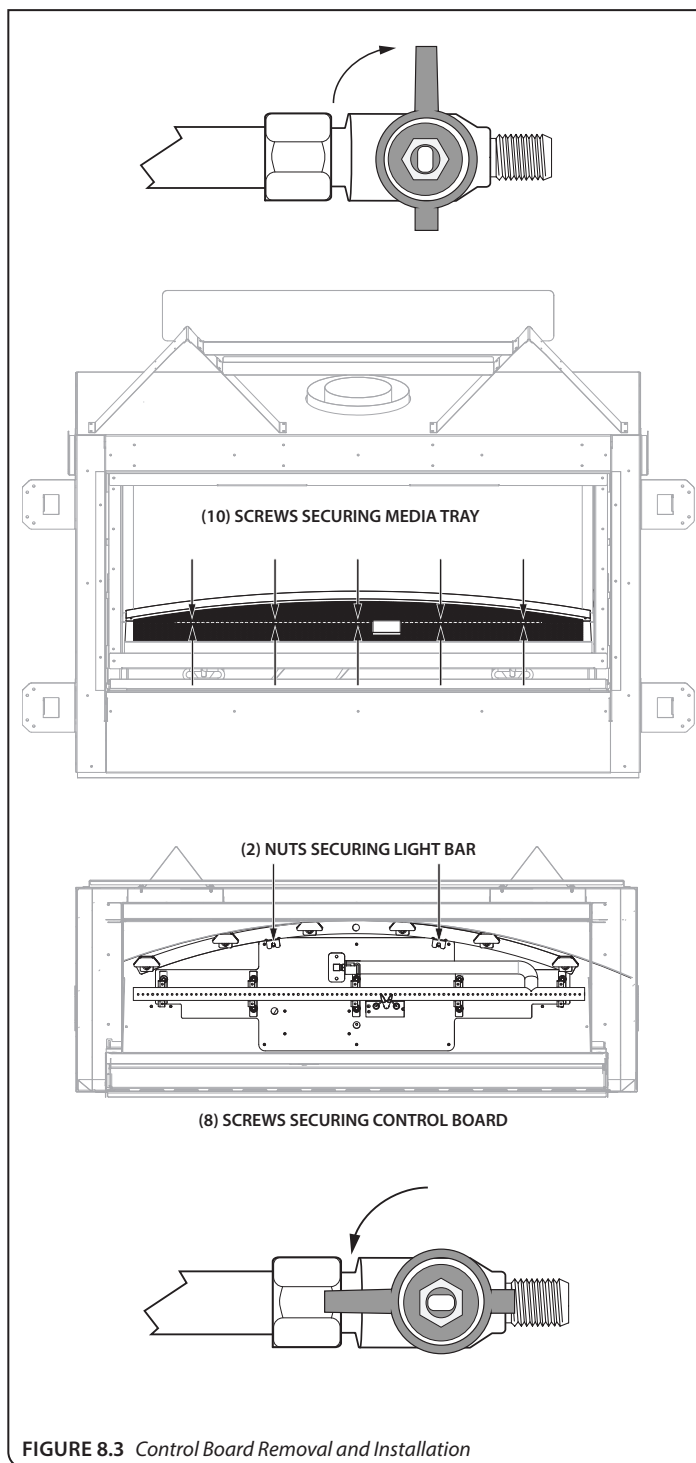 (10) SCREWS SECURING MEDIA TRAY
(2) NUTS SECURING LIGHT BAR
(8) SCREWS SECURING CONTROL BOARD
FIGURE 8.3 Control Board Removal and Installation